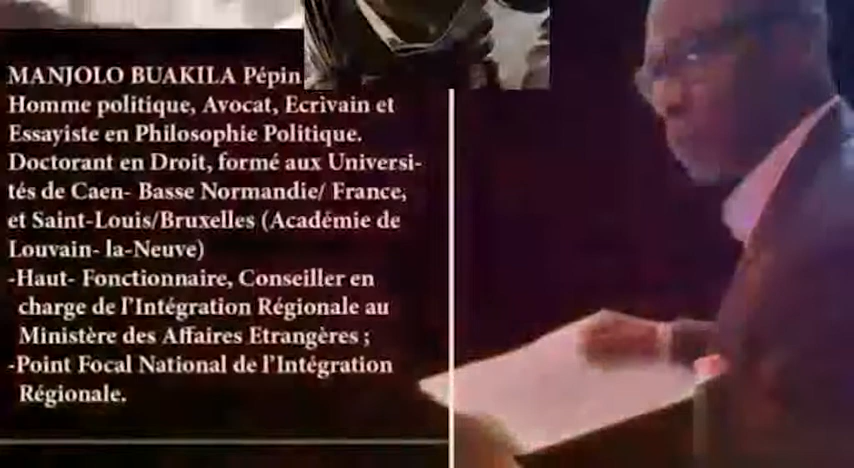 MANJOLO BUAKILA Pépin
Homme politique, Avocat, Ecrivain et
Essayiste en Philosophie Politique.
Doctorant en Droit, formé aux Universi-
tés de Caen- Basse Normandie/ France,
et Saint-Louis/Bruxelles (Académie de
Louvain- la-Neuve)
-Haut- Fonctionnaire, Conseiller en
charge de l'Intégration Régionale au
Ministère des Affaires Etrangères ;
-Point Focal National de l'Intégration
Régionale.